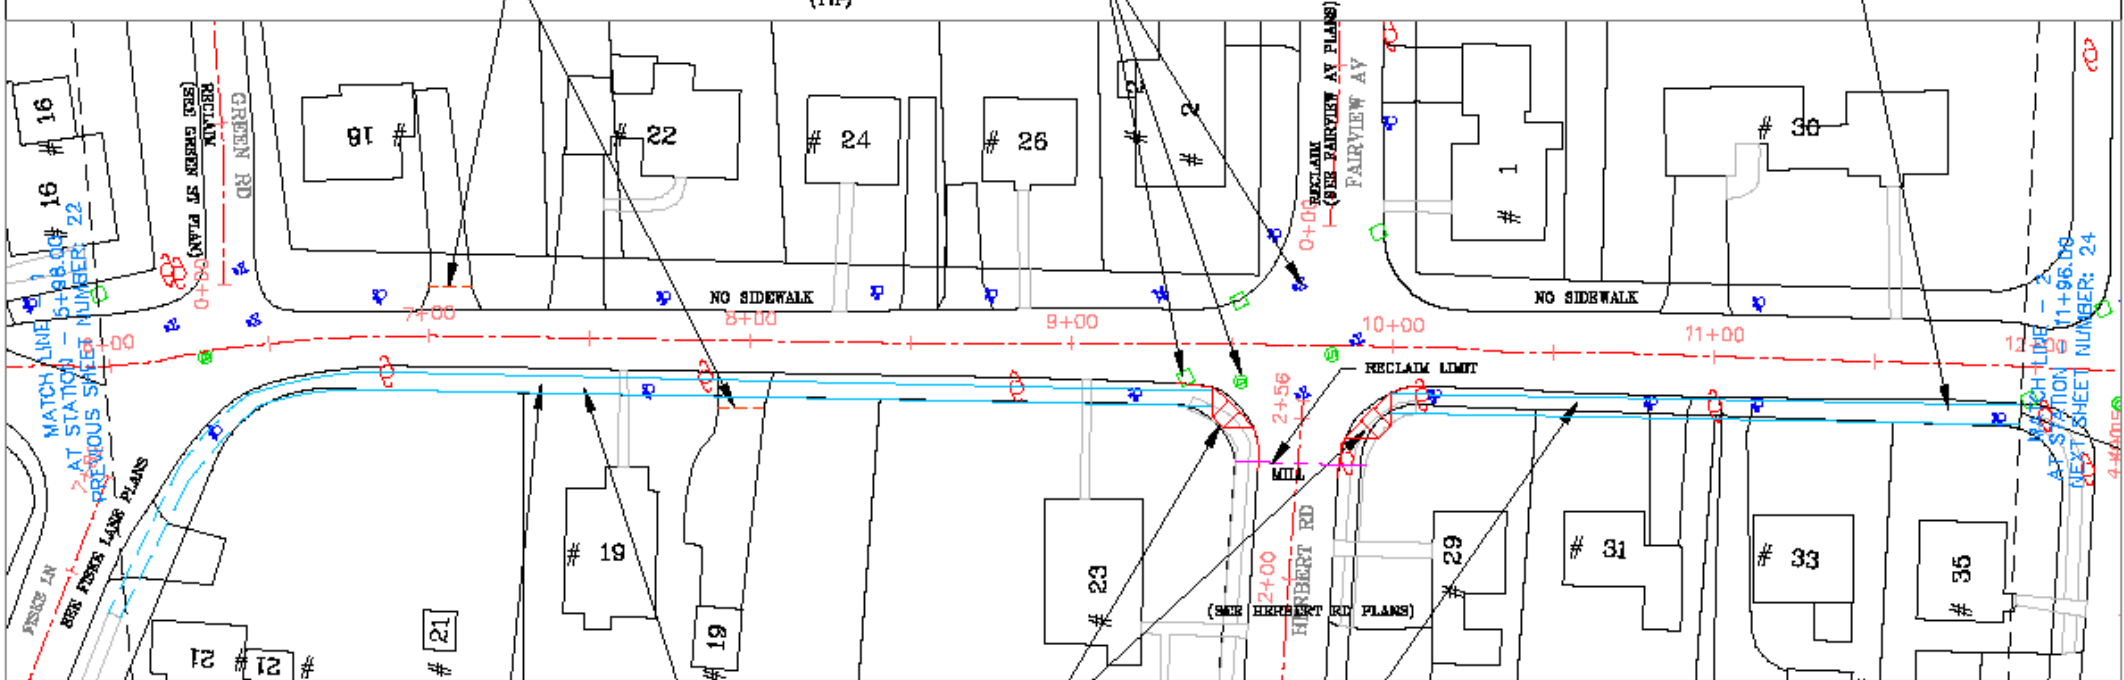 (TYP)
16
#
16
#
RECLAIM
(SEE GREEN ST PLAN)
GREEN RD
0+00
18 #
# 22
# 24
# 26
2
#
2
#
RECLAIM
(SEE FAIRVIEW AV PLANS)
FAIRVIEW AV
0+00
1
#
# 30
NO SIDEWALK
NO SIDEWALK
MATCH LINE - 1
AT STATION - 5+98.00
PREVIOUS SHEET NUMBER: 22
6+00
7+00
8+00
9+00
10+00
11+00
12+00
MATCH LINE - 2
AT STATION - 11+96.00
NEXT SHEET NUMBER: 24
RECLAIM LIMIT
2+56
MILL
2+00
HERBERT RD
(SEE HERBERT RD PLANS)
FISKE LN
SEE FISKE LANE PLANS
21 #
21 #
21
#
# 19
19
#
23
#
29
#
# 31
# 33
35
#